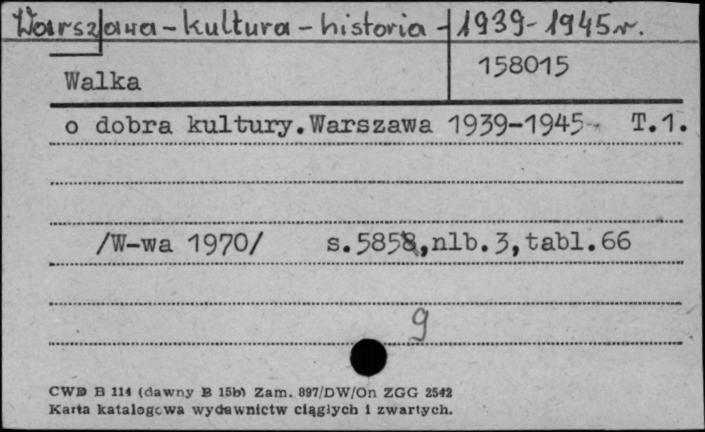 Warszawa - kultura - historia - 1939-1945 r.
158015
Walka
o dobra kultury. Warszawa 1939-1945 T.1.
/W-wa 1970/ s.585, nlb.3, tabl.66
9
CWD B 114 (dawny B 15b) Zam. 897/DW/On ZGG 2542
Karta katalogowa wydawnictw ciągłych i zwartych.